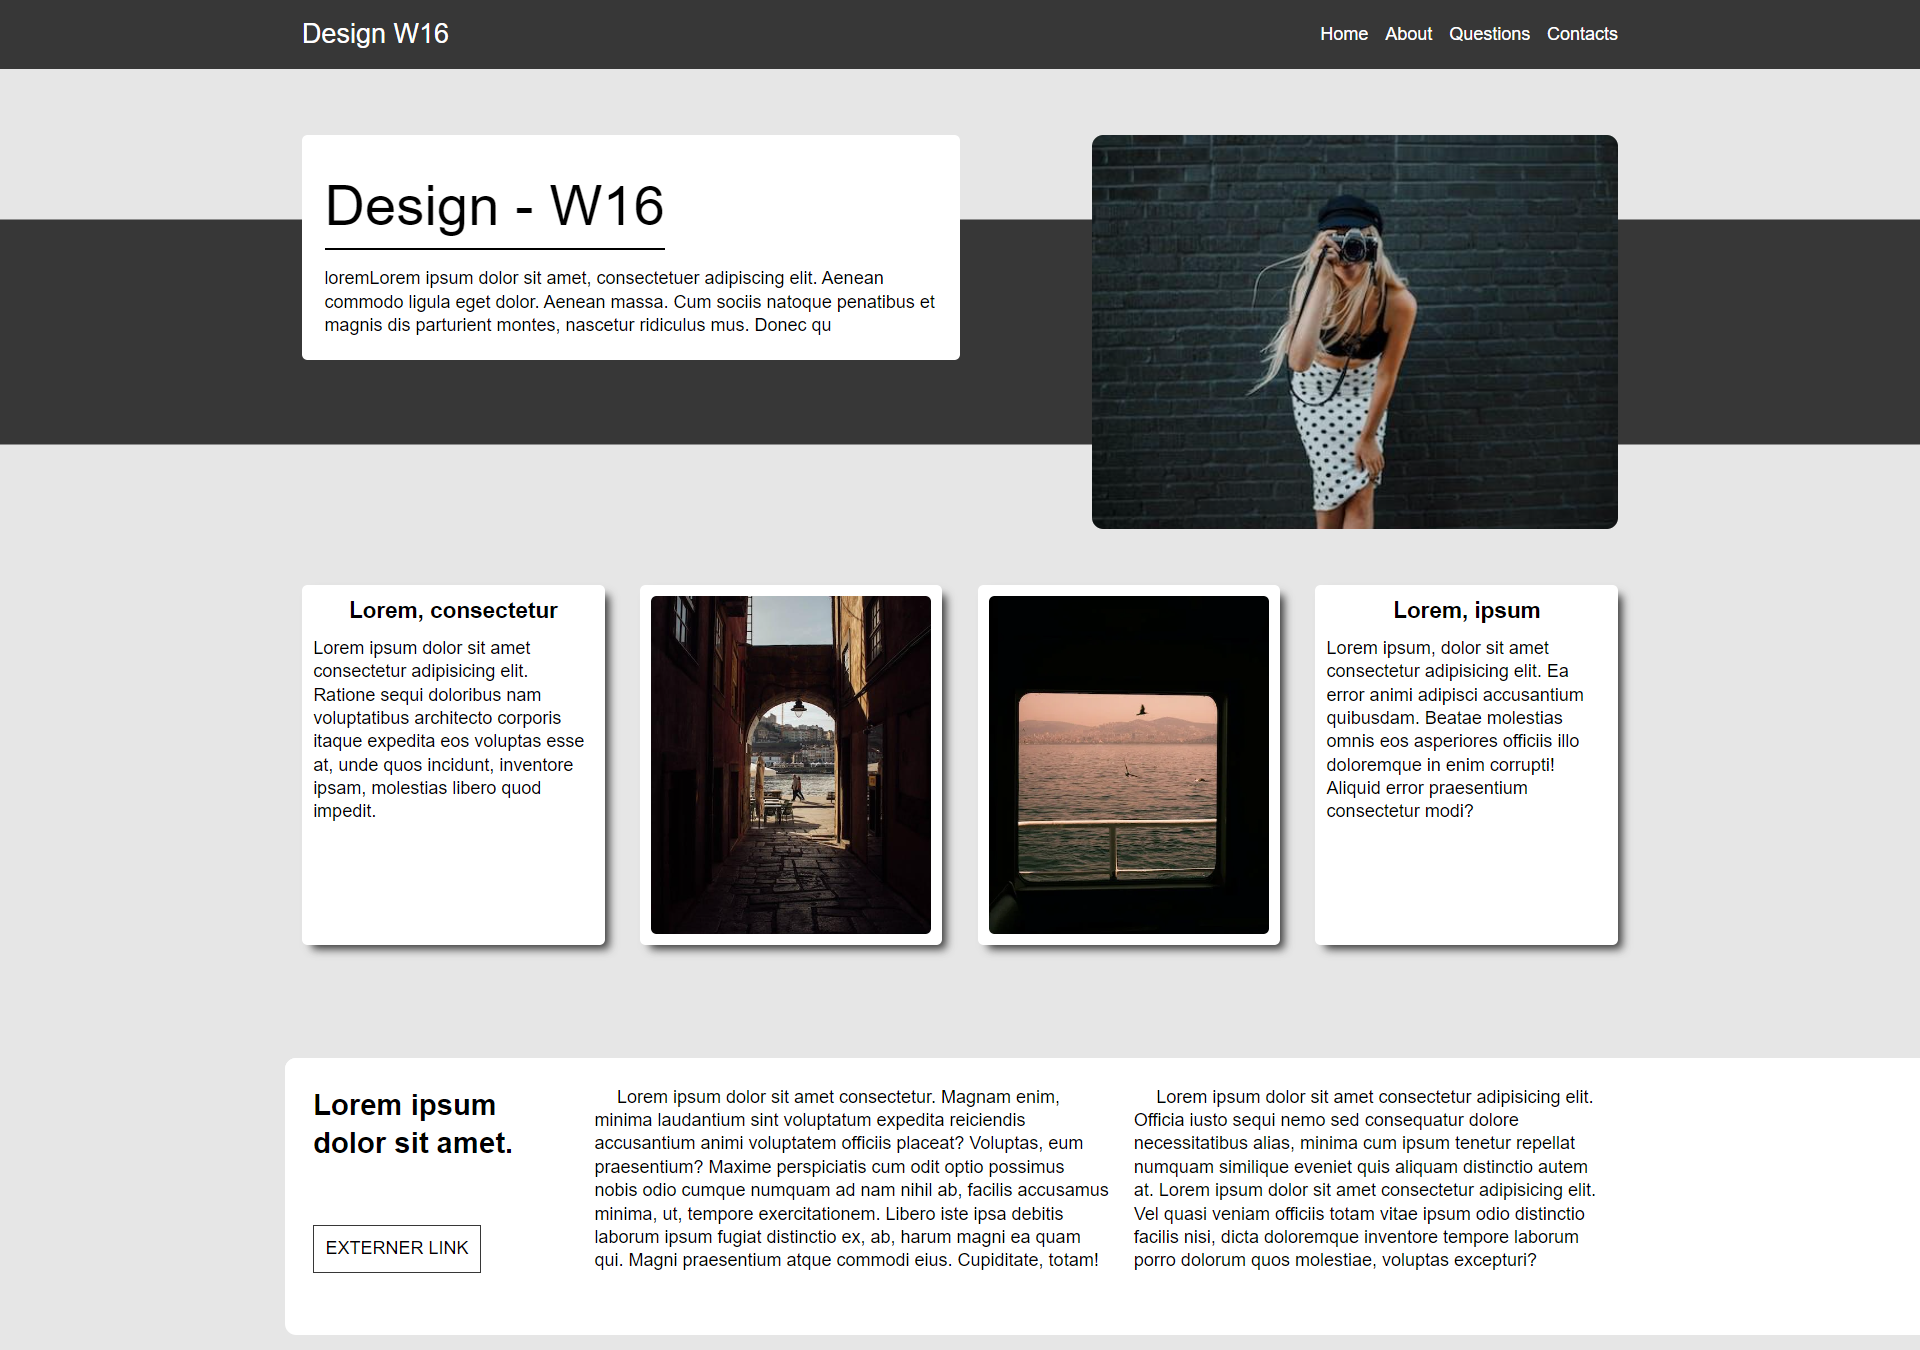 Design W16
Home About Questions Contacts
Design - W16
loremLorem ipsum dolor sit amet, consectetuer adipiscing elit. Aenean
commodo ligula eget dolor. Aenean massa. Cum sociis natoque penatibus et
magnis dis parturient montes, nascetur ridiculus mus. Donec qu
Lorem, consectetur
Lorem ipsum dolor sit amet
consectetur adipisicing elit.
Ratione sequi doloribus nam
voluptatibus architecto corporis
itaque expedita eos voluptas esse
at, unde quos incidunt, inventore
ipsam, molestias libero quod
impedit.
Lorem, ipsum
Lorem ipsum, dolor sit amet
consectetur adipisicing elit. Ea
error animi adipisci accusantium
quibusdam. Beatae molestias
omnis eos asperiores officiis illo
doloremque in enim corrupti!
Aliquid error praesentium
consectetur modi?
Lorem ipsum
dolor sit amet.
EXTERNER LINK
Lorem ipsum dolor sit amet consectetur. Magnam enim,
minima laudantium sint voluptatum expedita reiciendis
accusantium animi voluptatem officiis placeat? Voluptas, eum
praesentium? Maxime perspiciatis cum odit optio possimus
nobis odio cumque numquam ad nam nihil ab, facilis accusamus
minima, ut, tempore exercitationem. Libero iste ipsa debitis
laborum ipsum fugiat distinctio ex, ab, harum magni ea quam
qui. Magni praesentium atque commodi eius. Cupiditate, totam!
Lorem ipsum dolor sit amet consectetur adipisicing elit.
Officia iusto sequi nemo sed consequatur dolore
necessitatibus alias, minima cum ipsum tenetur repellat
numquam similique eveniet quis aliquam distinctio autem
at. Lorem ipsum dolor sit amet consectetur adipisicing elit.
Vel quasi veniam officiis totam vitae ipsum odio distinctio
facilis nisi, dicta doloremque inventore tempore laborum
porro dolorum quos molestiae, voluptas excepturi?